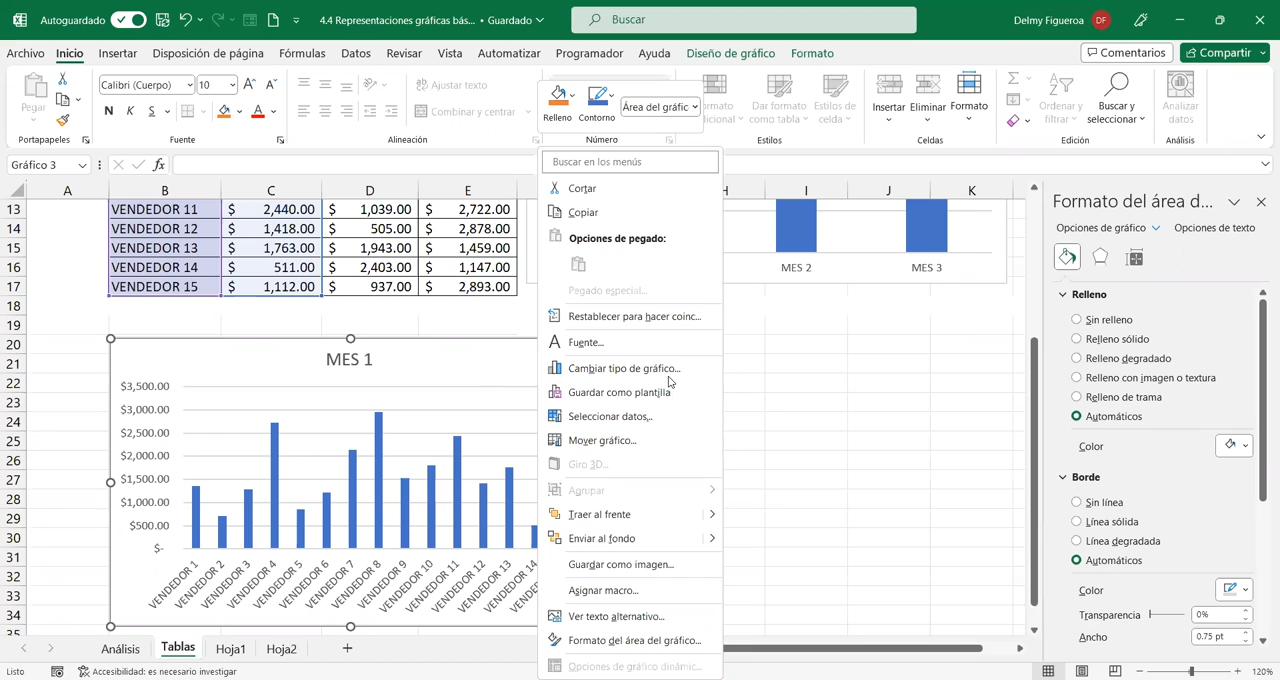 Autoguardado
4.4 Representaciones gráficas bás... • Guardado
Buscar
Delmy Figueroa
DF
Archivo Inicio Insertar Disposición de página Fórmulas Datos Revisar Vista Automatizar Programador Ayuda Diseño de gráfico Formato
Comentarios
Compartir
Pegar
Portapapeles
Calibri (Cuerpo) 10
N K S
Fuente
Ajustar texto
Combinar y centrar
Alineación
Relleno
Contorno
Área del gráfic
Número
Dar formato
como tabla
Estilos de
celda
Estilos
Insertar Eliminar Formato
Celdas
Ordenar y
filtrar
Buscar y
seleccionar
Edición
Analizar
datos
Análisis
Gráfico 3
fx
A B C D E H I J K
13 VENDEDOR 11 $ 2,440.00 $ 1,039.00 $ 2,722.00
14 VENDEDOR 12 $ 1,418.00 $ 505.00 $ 2,878.00
15 VENDEDOR 13 $ 1,763.00 $ 1,943.00 $ 1,459.00
16 VENDEDOR 14 $ 511.00 $ 2,403.00 $ 1,147.00
17 VENDEDOR 15 $ 1,112.00 $ 937.00 $ 2,893.00
18
19
20
21
22
23
24
25
26
27
28
29
30
31
32
33
34
35
MES 2
MES 3
MES 1
$3,500.00
$3,000.00
$2,500.00
$2,000.00
$1,500.00
$1,000.00
$500.00
$-
VENDEDOR 1
VENDEDOR 2
VENDEDOR 3
VENDEDOR 4
VENDEDOR 5
VENDEDOR 6
VENDEDOR 7
VENDEDOR 8
VENDEDOR 9
VENDEDOR 10
VENDEDOR 11
VENDEDOR 12
VENDEDOR 13
VENDEDOR 14
Buscar en los menús
Cortar
Copiar
Opciones de pegado:
Pegado especial...
Restablecer para hacer coinc...
Fuente...
Cambiar tipo de gráfico...
Guardar como plantilla
Seleccionar datos...
Mover gráfico...
Giro 3D...
Agrupar
Traer al frente
Enviar al fondo
Guardar como imagen...
Asignar macro...
Ver texto alternativo...
Formato del área del gráfico...
Opciones de gráfico dinámic...
Formato del área d...
Opciones de gráfico
Opciones de texto
Relleno
Sin relleno
Relleno sólido
Relleno degradado
Relleno con imagen o textura
Relleno de trama
Automáticos
Color
Borde
Sin línea
Línea sólida
Línea degradada
Automáticos
Color
Transparencia 0%
Ancho 0.75 pt
Análisis Tablas Hoja1 Hoja2
Listo
Accesibilidad: es necesario investigar
120%